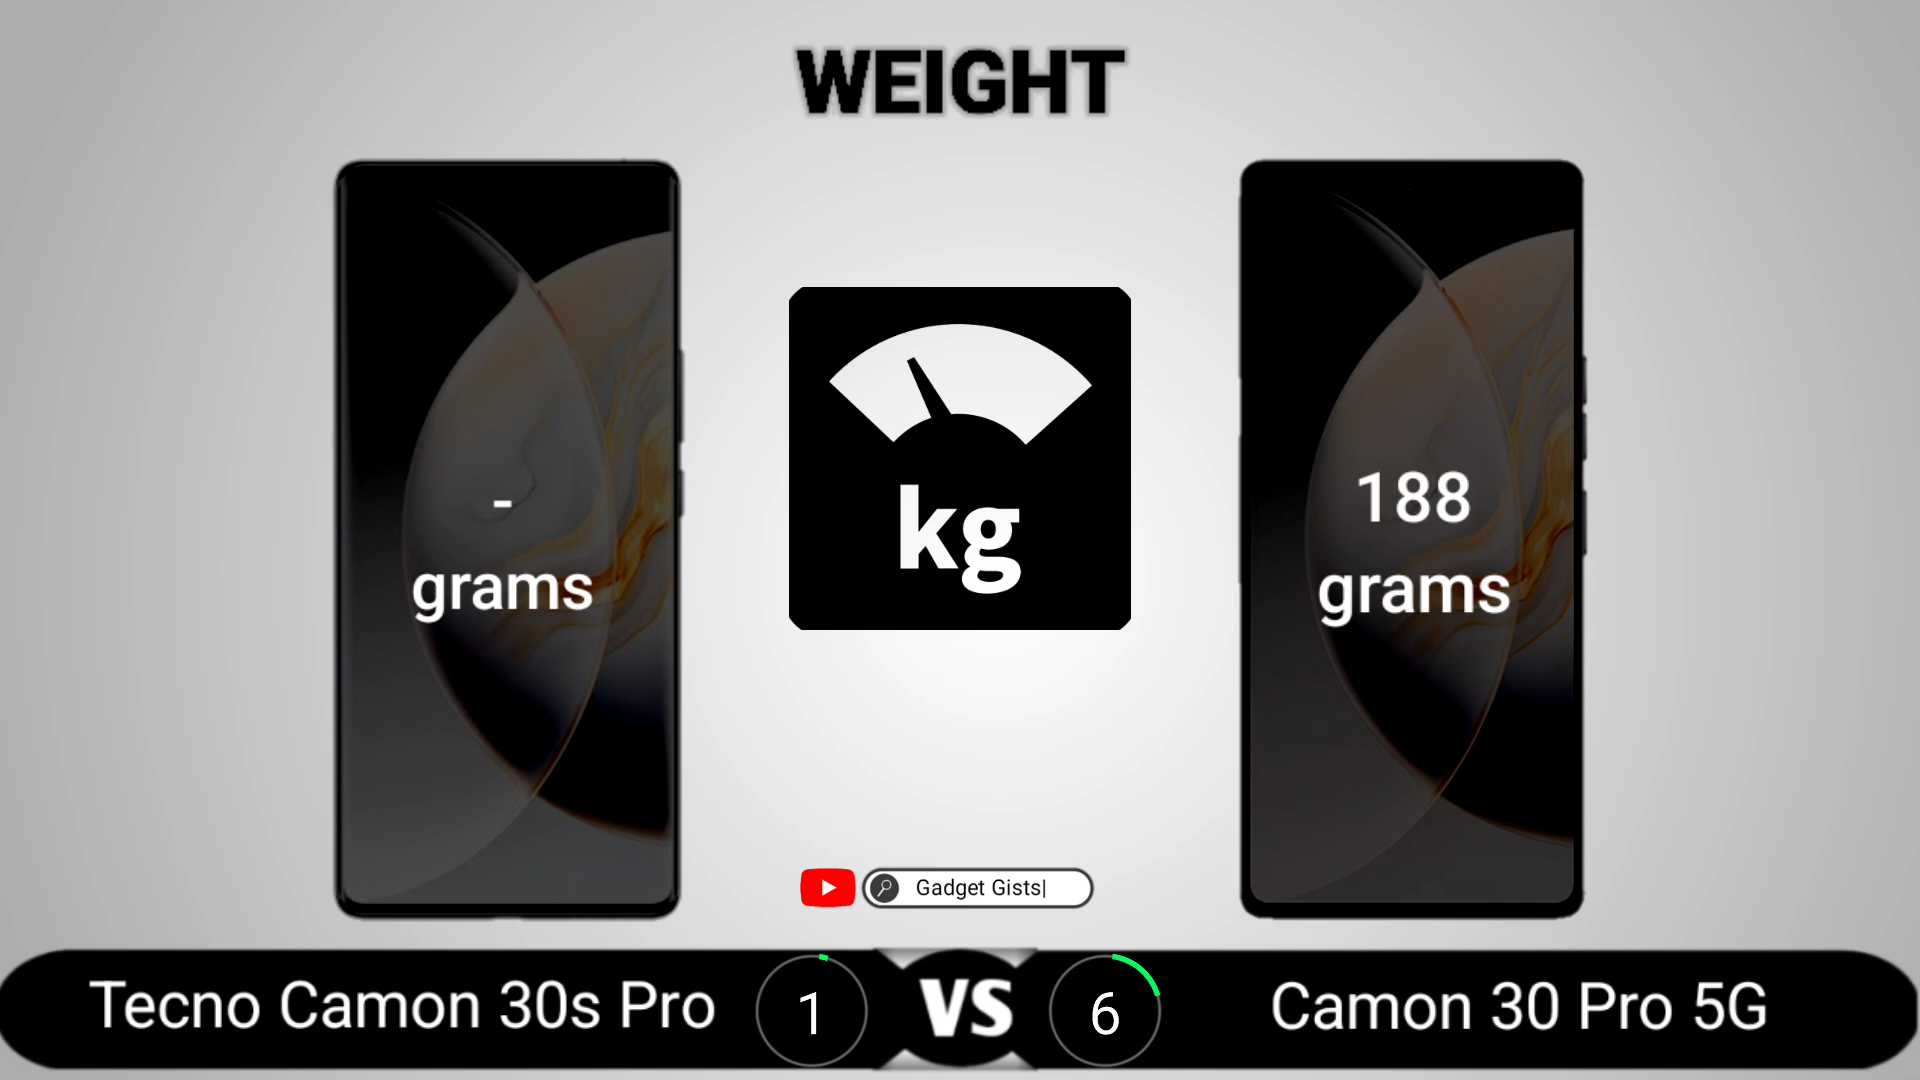 WEIGHT
-
grams
kg
188
grams
Gadget Gists|
Tecno Camon 30s Pro
1
VS
6
Camon 30 Pro 5G